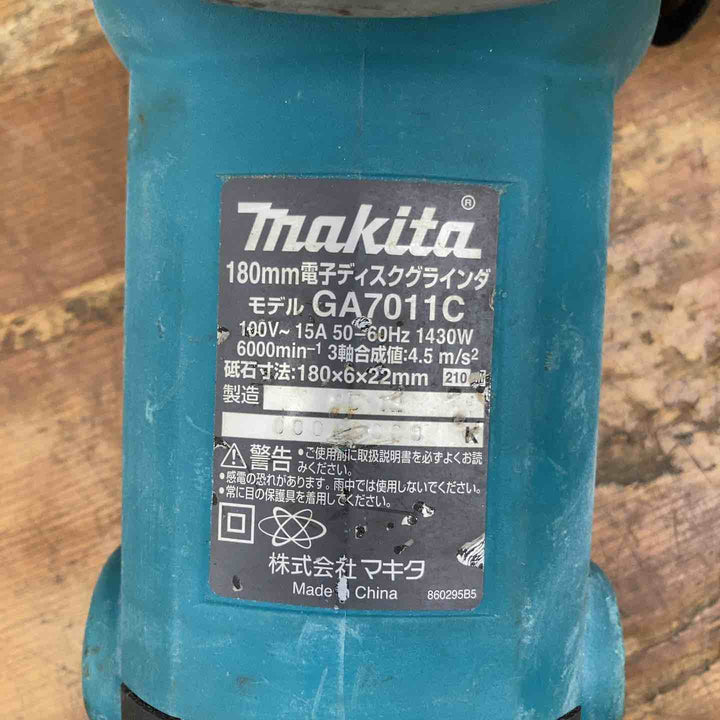 makita ®
180mm電子ディスクグラインダ
モデル GA7011C
100V~ 15A 50-60Hz 1430W
6000min⁻¹ 3軸合成値:4.5 m/s²
砥石寸法:180×6×22mm 210
製造
K
警告 •ご使用前に取扱説明書を必ずよくお読
みください。
•感電の恐れがあります。雨中では使用しないでください。
•常に目の保護具を着用してください。
株式会社マキタ
Made in China 860295B5